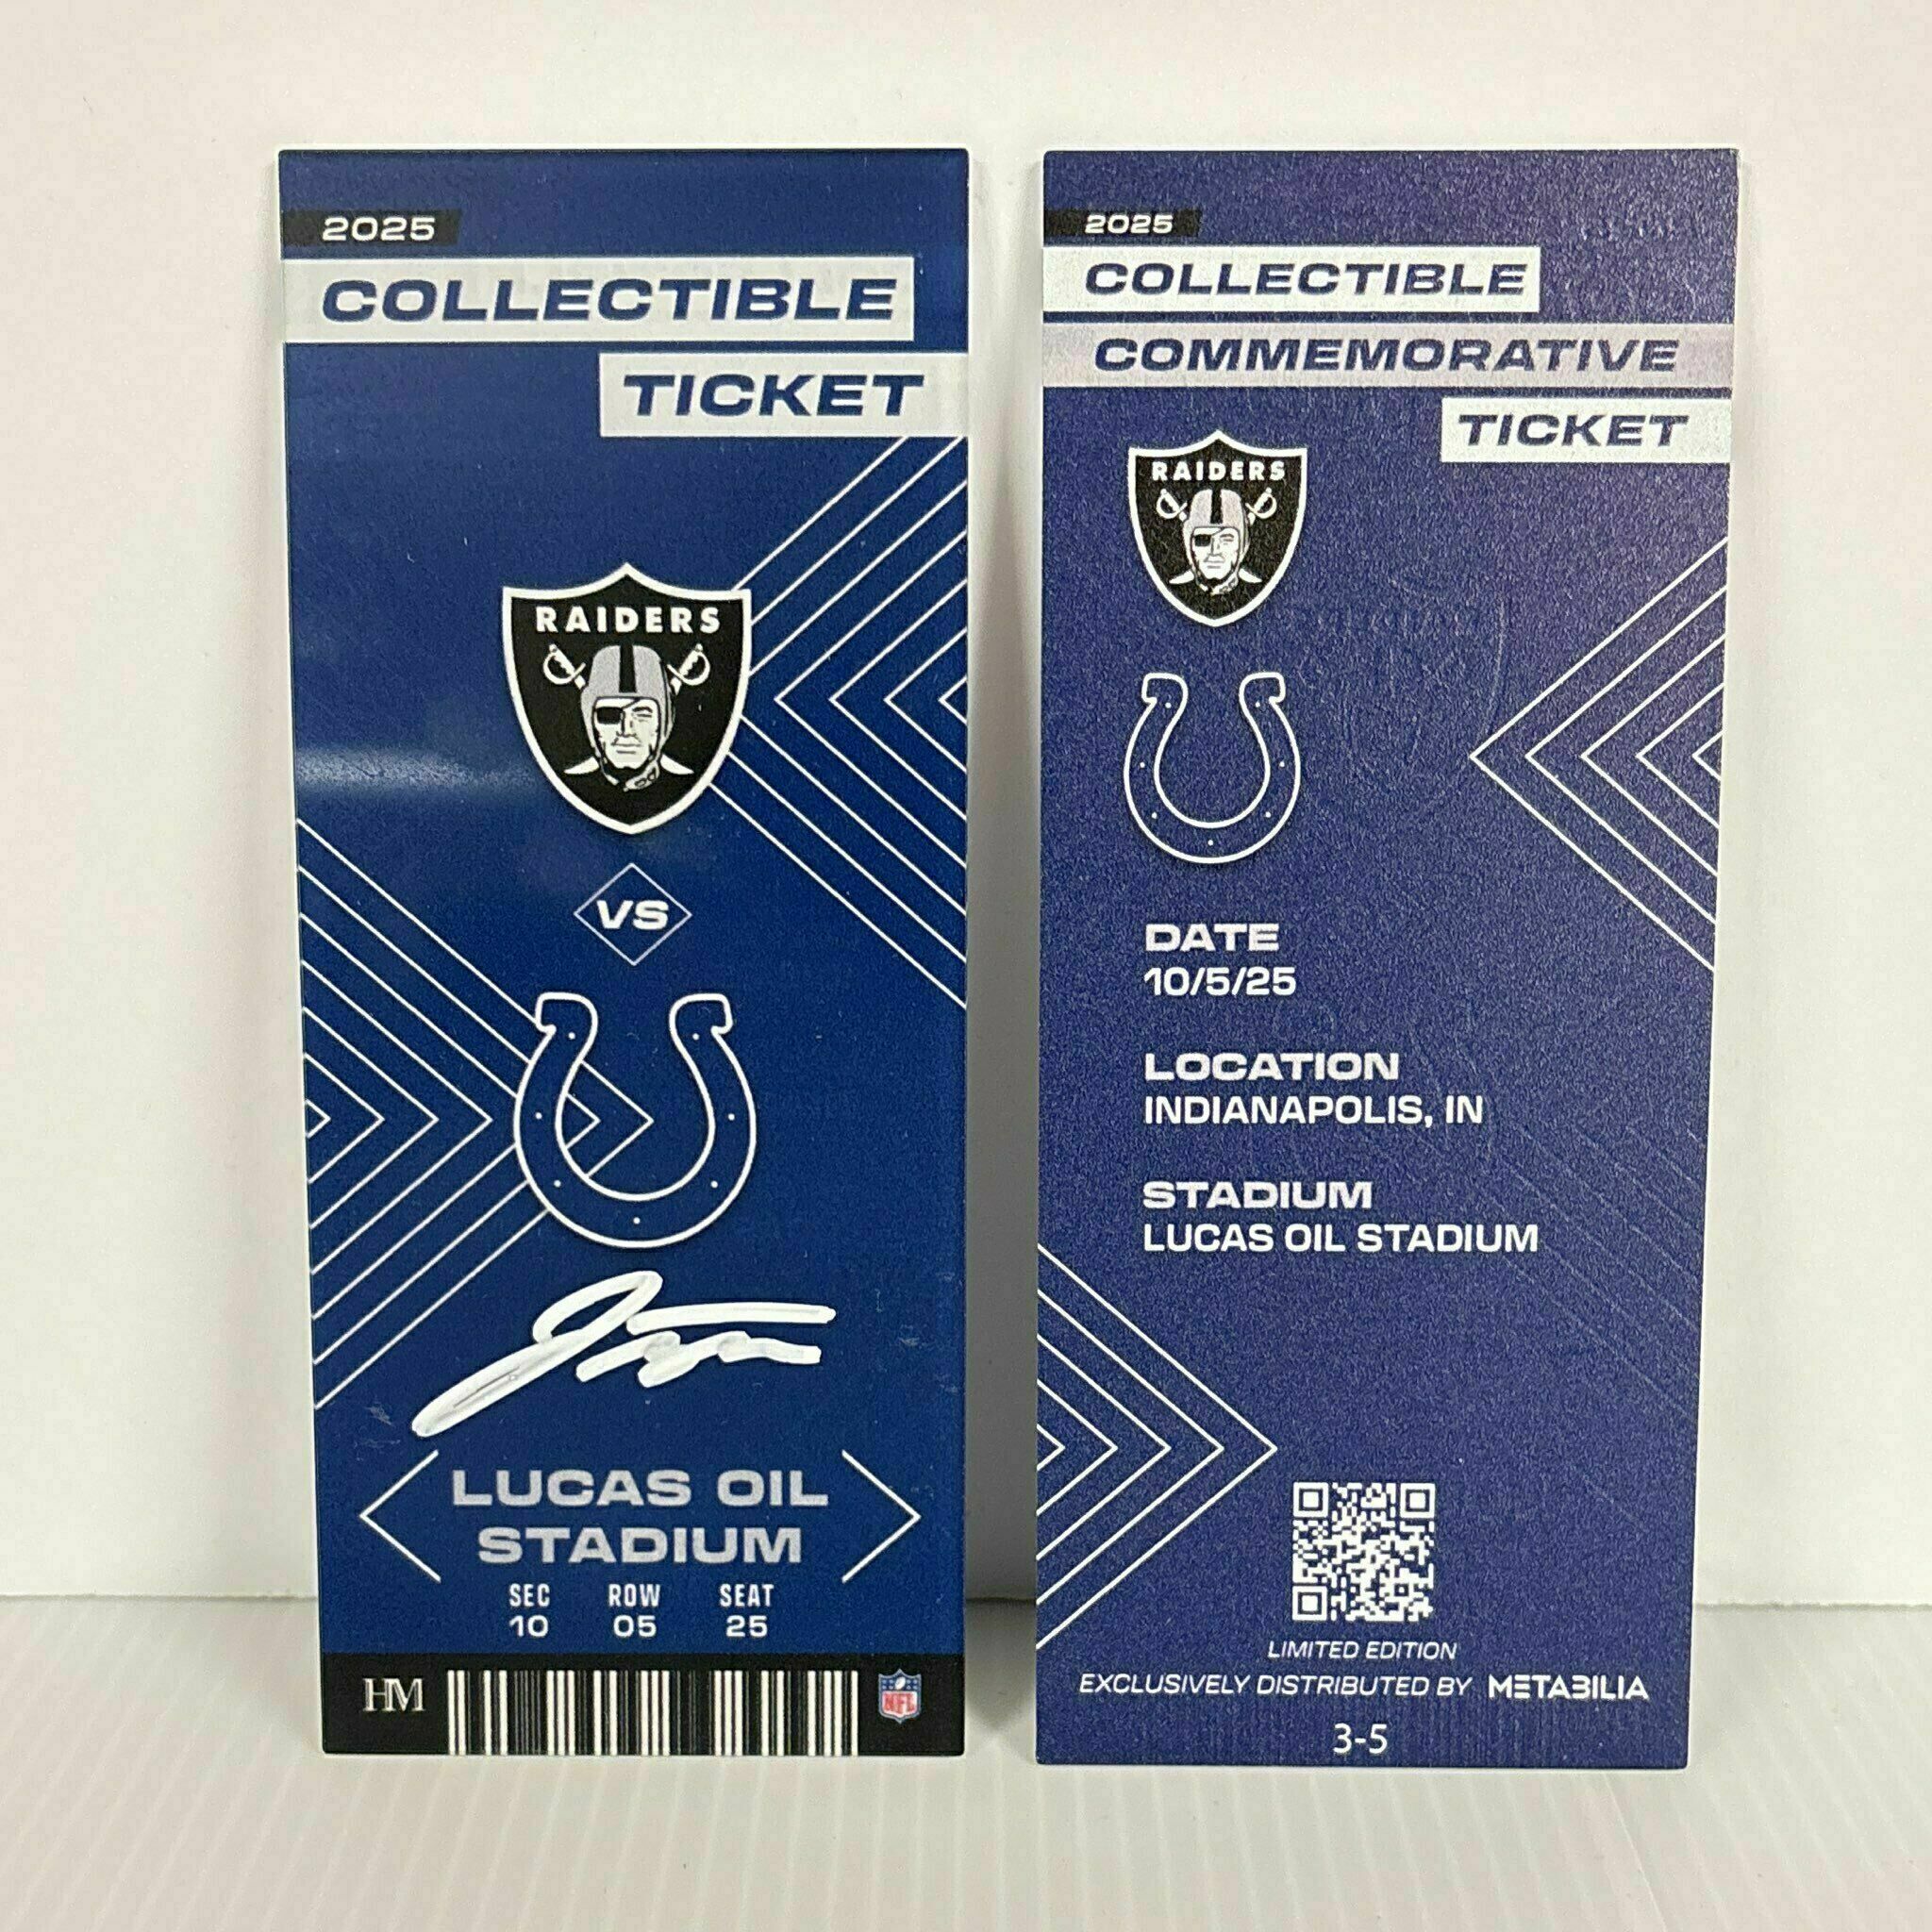 2025
COLLECTIBLE
TICKET
RAIDERS
VS
LUCAS OIL
STADIUM
SEC ROW SEAT
10 05 25
HM
NFL
2025
COLLECTIBLE
COMMEMORATIVE
TICKET
RAIDERS
DATE
10/5/25
LOCATION
INDIANAPOLIS, IN
STADIUM
LUCAS OIL STADIUM
LIMITED EDITION
EXCLUSIVELY DISTRIBUTED BY METABILIA
3-5